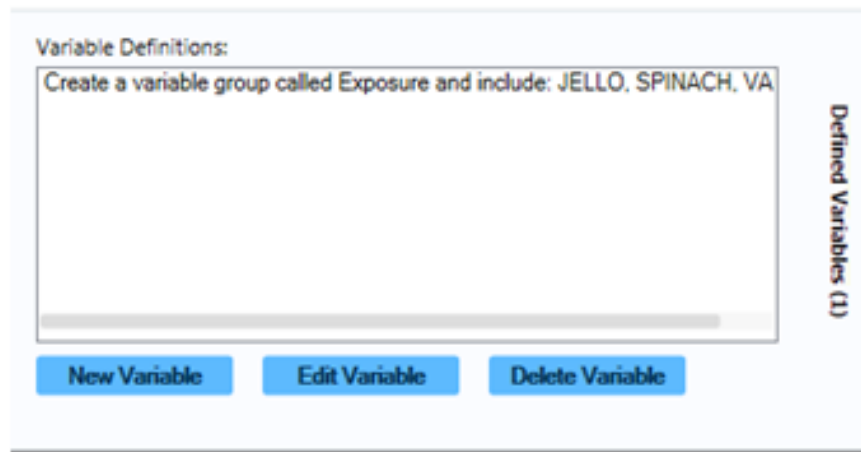 Variable Definitions:
Create a variable group called Exposure and include: JELLO, SPINACH, VA
Defined Variables (1)
New Variable Edit Variable Delete Variable